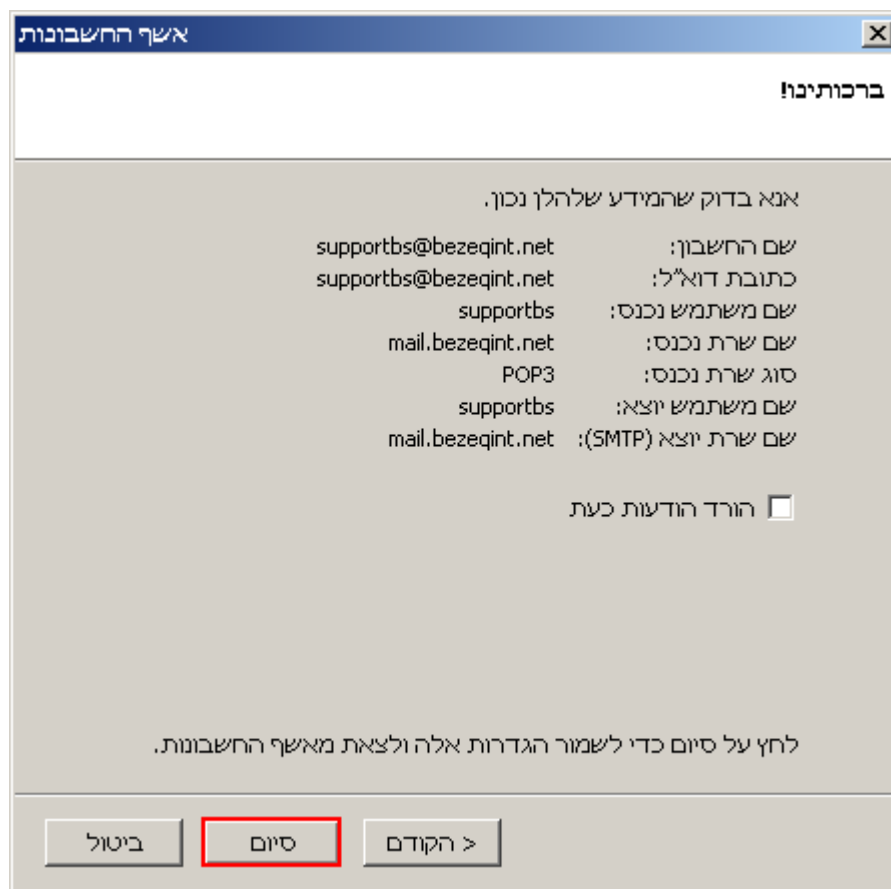 אשף החשבונות
ברכותינו!
אנא בדוק שהמידע שלהלן נכון.
שם החשבון: supportbs@bezeqint.net
כתובת דוא"ל: supportbs@bezeqint.net
שם משתמש נכנס: supportbs
שם שרת נכנס: mail.bezeqint.net
סוג שרת נכנס: POP3
שם משתמש יוצא: supportbs
שם שרת יוצא (SMTP): mail.bezeqint.net
הורד הודעות כעת
לחץ על סיום כדי לשמור הגדרות אלה ולצאת מאשף החשבונות.
< הקודם סיום ביטול